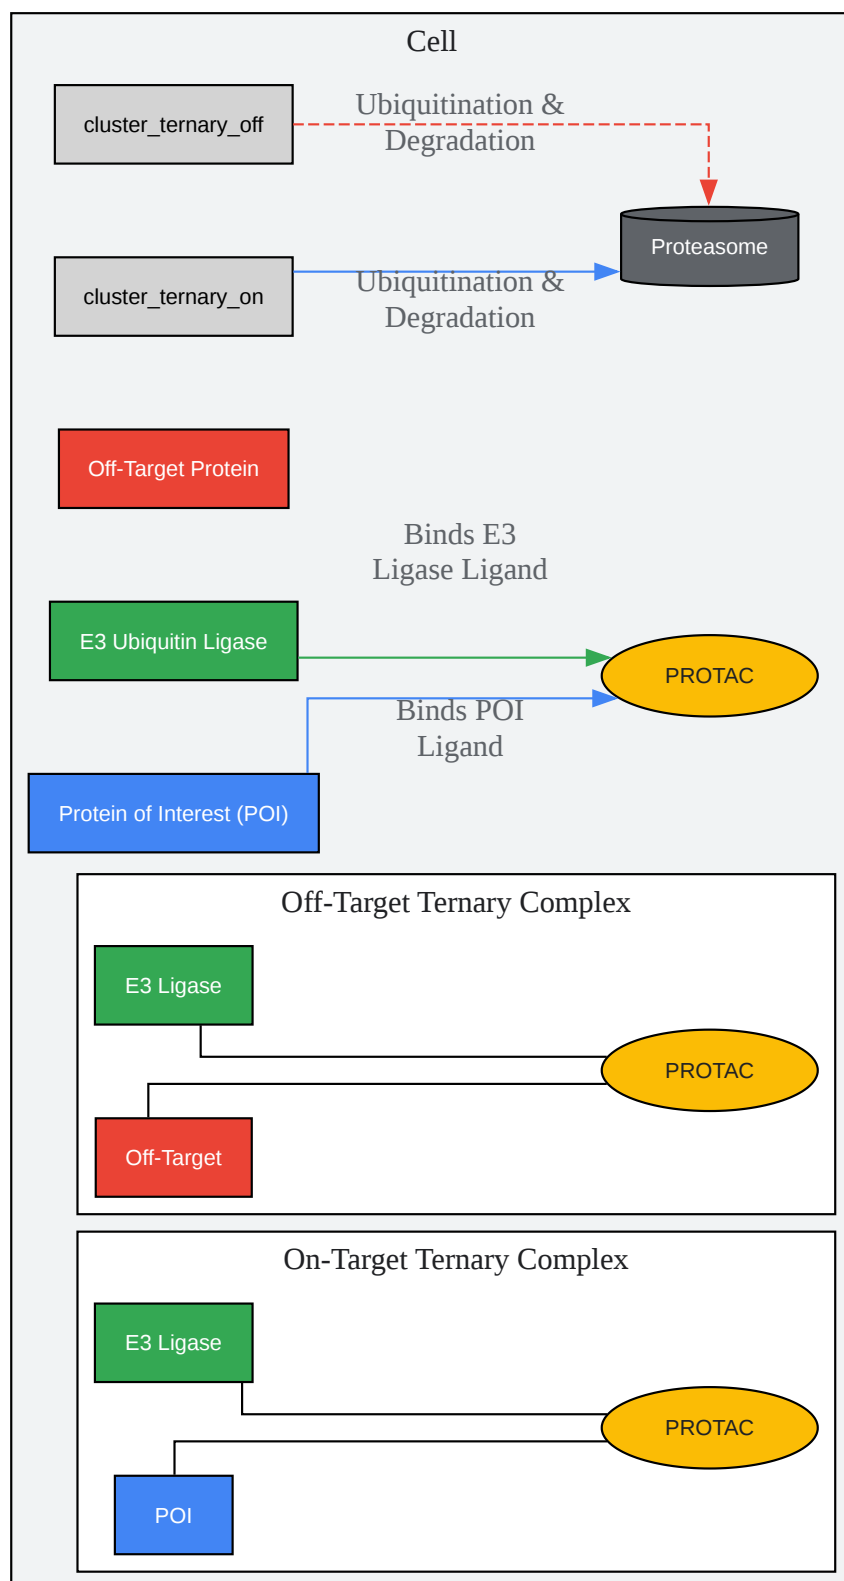 Cell
cluster_ternary_off
Ubiquitination &
Degradation
Proteasome
cluster_ternary_on
Ubiquitination &
Degradation
Off-Target Protein
Binds E3
Ligase Ligand
E3 Ubiquitin Ligase
PROTAC
Binds POI
Ligand
Protein of Interest (POI)
Off-Target Ternary Complex
E3 Ligase
PROTAC
Off-Target
On-Target Ternary Complex
E3 Ligase
PROTAC
POI